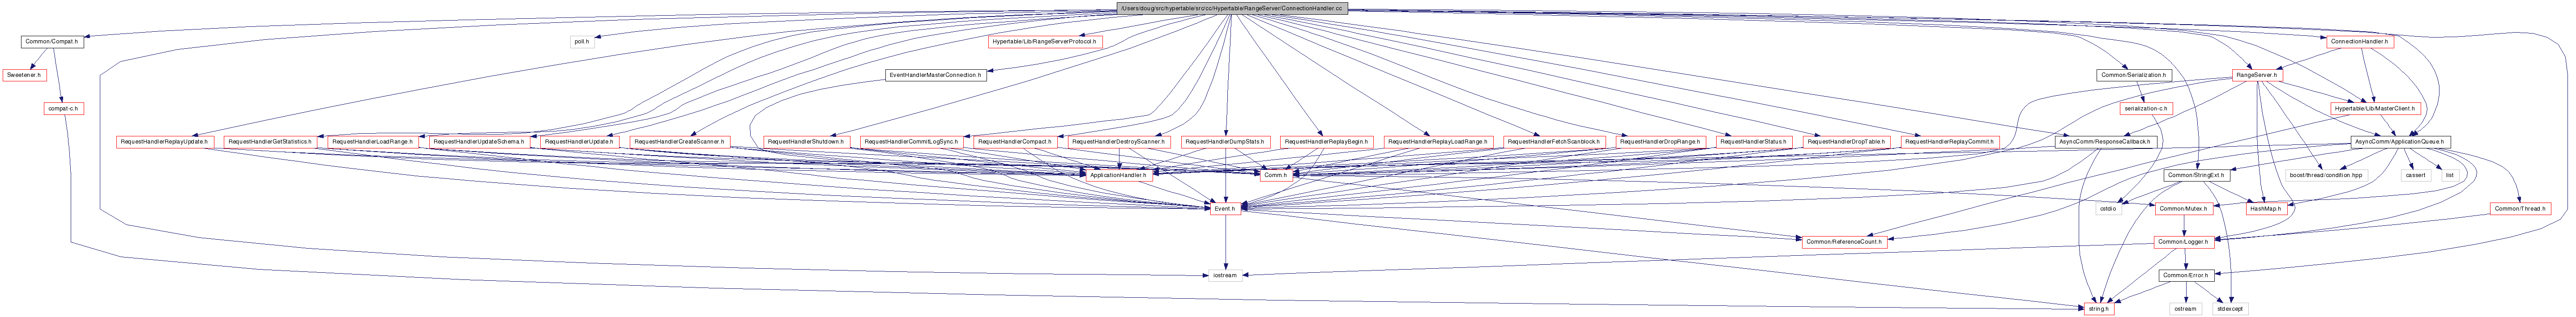 /Users/doug/src/hypertable/src/cc/Hypertable/RangeServer/ConnectionHandler.cc
Common/Compat.h
poll.h
Hypertable/Lib/RangeServerProtocol.h
ConnectionHandler.h
Sweetener.h
EventHandlerMasterConnection.h
Common/Serialization.h
RangeServer.h
compat-c.h
serialization-c.h
Hypertable/Lib/MasterClient.h
RequestHandlerReplayUpdate.h
RequestHandlerGetStatistics.h
RequestHandlerLoadRange.h
RequestHandlerUpdateSchema.h
RequestHandlerUpdate.h
RequestHandlerCreateScanner.h
RequestHandlerShutdown.h
RequestHandlerCommitLogSync.h
RequestHandlerCompact.h
RequestHandlerDestroyScanner.h
RequestHandlerDumpStats.h
RequestHandlerReplayBegin.h
RequestHandlerReplayLoadRange.h
RequestHandlerFetchScanblock.h
RequestHandlerDropRange.h
RequestHandlerStatus.h
RequestHandlerDropTable.h
RequestHandlerReplayCommit.h
AsyncComm/ResponseCallback.h
AsyncComm/ApplicationQueue.h
ApplicationHandler.h
Comm.h
Common/StringExt.h
boost/thread/condition.hpp
cassert
list
Event.h
cstdio
Common/Mutex.h
HashMap.h
Common/Thread.h
Common/ReferenceCount.h
Common/Logger.h
iostream
Common/Error.h
string.h
ostream
stdexcept